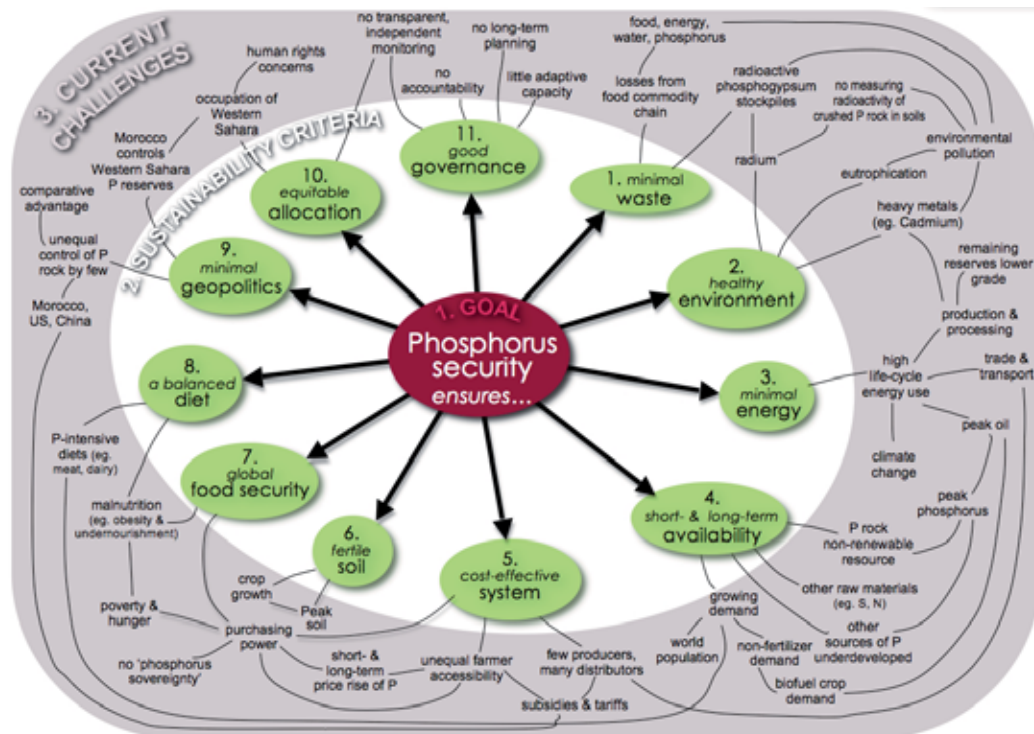 3. CURRENT
CHALLENGES
2. SUSTAINABILITY CRITERIA
1. GOAL
Phosphorus
security
ensures...
1. minimal
waste
2.
healthy
environment
3.
minimal
energy
4.
short- & long-term
availability
5.
cost-effective
system
6.
fertile
soil
7.
global
food security
8.
a balanced
diet
9.
minimal
geopolitics
10.
equitable
allocation
11.
good
governance
no transparent,
independent
monitoring
no long-term
planning
no
accountability
little adaptive
capacity
food, energy,
water, phosphorus
losses from
food commodity
chain
radioactive
phosphogypsum
stockpiles
no measuring
radioactivity of
crushed P rock in soils
radium
environmental
pollution
eutrophication
heavy metals
(eg. Cadmium)
remaining
reserves lower
grade
production &
processing
high
life-cycle
energy use
trade &
transport
peak oil
climate
change
peak
phosphorus
P rock
non-renewable
resource
other raw materials
(eg. S, N)
other
sources of P
underdeveloped
growing
demand
world
population
non-fertilizer
demand
biofuel crop
demand
few producers,
many distributors
subsidies & tariffs
unequal farmer
accessibility
short- &
long-term
price rise of P
purchasing
power
no 'phosphorus
sovereignty'
crop
growth
Peak
soil
poverty &
hunger
malnutrition
(eg. obesity &
undernourishment)
P-intensive
diets (eg.
meat, dairy)
Morocco,
US, China
unequal
control of P
rock by few
comparative
advantage
Morocco
controls
Western Sahara
P reserves
occupation of
Western
Sahara
human rights
concerns